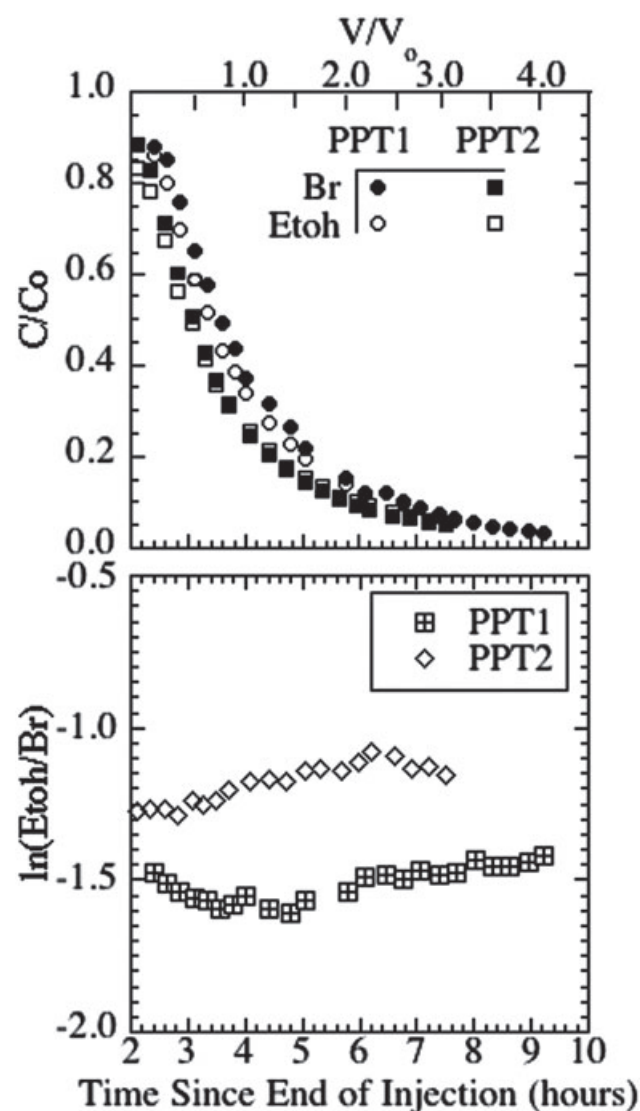 V/Vo
1.0 2.0 3.0 4.0
1.0
0.8
0.6
0.4
0.2
0.0
C/Co
PPT1 PPT2
Br
Etoh
-0.5
-1.0
-1.5
-2.0
ln(Etoh/Br)
PPT1
PPT2
2 3 4 5 6 7 8 9 10
Time Since End of Injection (hours)